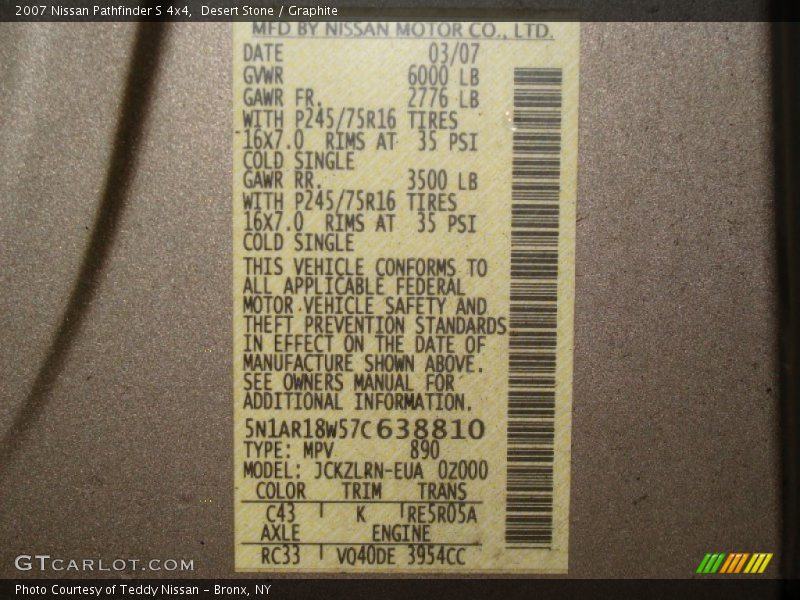 2007 Nissan Pathfinder S 4x4, Desert Stone / Graphite
MFD BY NISSAN MOTOR CO., LTD.
DATE 03/07
GVWR 6000 LB
GAWR FR. 2776 LB
WITH P245/75R16 TIRES
16X7.0 RIMS AT 35 PSI
COLD SINGLE
GAWR RR. 3500 LB
WITH P245/75R16 TIRES
16X7.0 RIMS AT 35 PSI
COLD SINGLE
THIS VEHICLE CONFORMS TO
ALL APPLICABLE FEDERAL
MOTOR VEHICLE SAFETY AND
THEFT PREVENTION STANDARDS
IN EFFECT ON THE DATE OF
MANUFACTURE SHOWN ABOVE.
SEE OWNERS MANUAL FOR
ADDITIONAL INFORMATION.
5N1AR18W57C638810
TYPE: MPV 890
MODEL: JCKZLRN-EUA 0Z000
COLOR TRIM TRANS
C43 K RE5R05A
AXLE ENGINE
RC33 VQ40DE 3954CC
GTCARLOT.COM
Photo Courtesy of Teddy Nissan - Bronx, NY